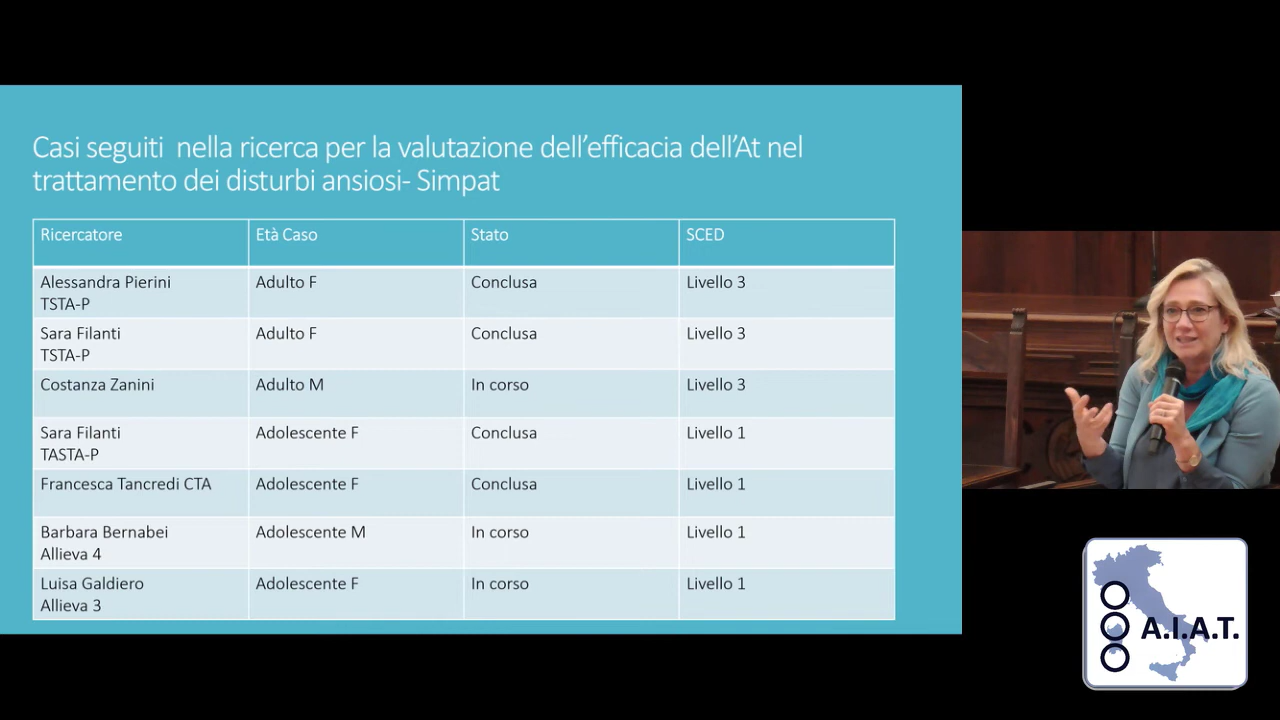 Casi seguiti  nella ricerca per la valutazione dell’efficacia dell’At nel
trattamento dei disturbi ansiosi- Simpat
Ricercatore Età Caso Stato SCED
Alessandra Pierini Adulto F Conclusa Livello 3
TSTA-P
Sara Filanti Adulto F Conclusa Livello 3
TSTA-P
Costanza Zanini Adulto M In corso Livello 3
Sara Filanti Adolescente F Conclusa Livello 1
TASTA-P
Francesca Tancredi CTA Adolescente F Conclusa Livello 1
Barbara Bernabei Adolescente M In corso Livello 1
Allieva 4
Luisa Galdiero Adolescente F In corso Livello 1
Allieva 3
A.I.A.T.